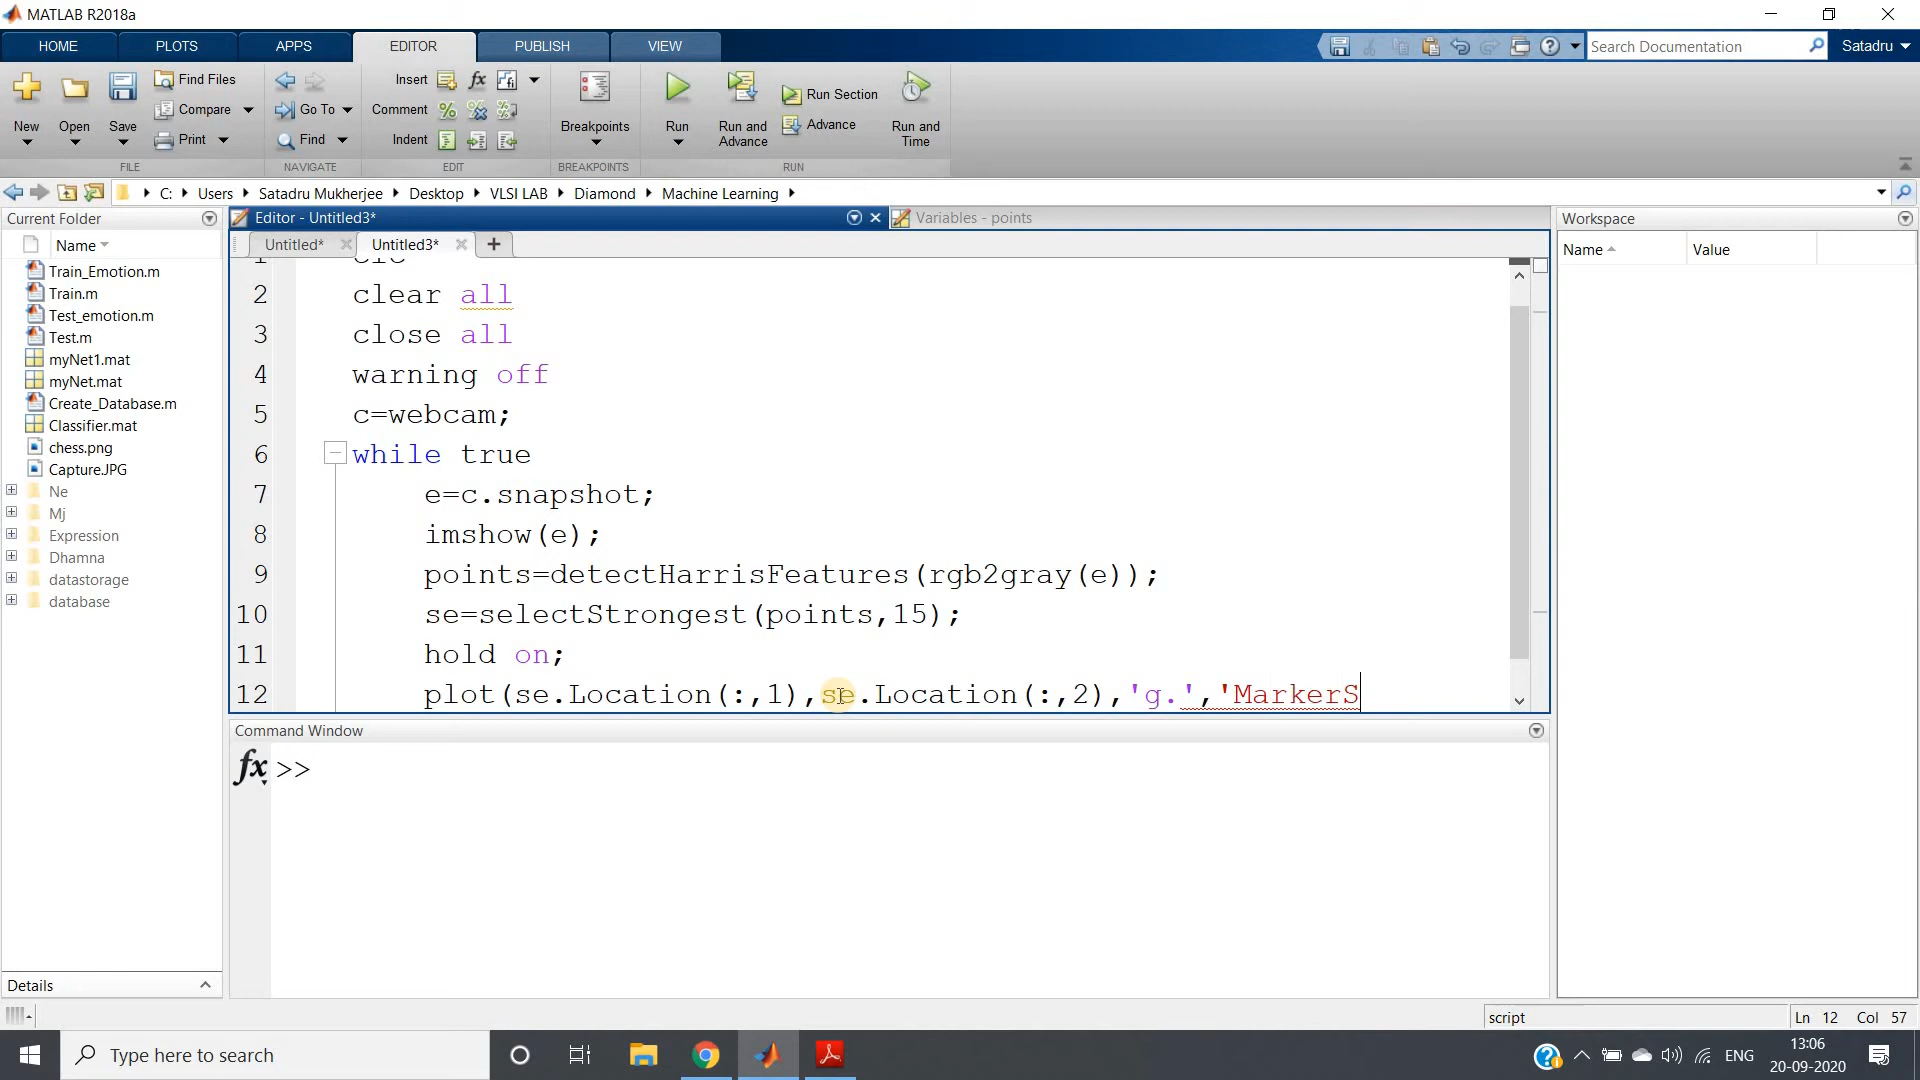 MATLAB R2018a
HOME PLOTS APPS EDITOR PUBLISH VIEW Search Documentation Satadru
New Open Save Find Files Compare Print Go To Find Insert Comment Indent Breakpoints Run Run and Advance Run Section Advance Run and Time
FILE NAVIGATE EDIT BREAKPOINTS RUN
C: Users Satadru Mukherjee Desktop VLSI LAB Diamond Machine Learning
Current Folder
Name
Train_Emotion.m
Train.m
Test_emotion.m
Test.m
myNet1.mat
myNet.mat
Create_Database.m
Classifier.mat
chess.png
Capture.JPG
Ne
Mj
Expression
Dhamna
datastorage
database
Details
Editor - Untitled3* Variables - points
Untitled* Untitled3*
1 clc
2 clear all
3 close all
4 warning off
5 c=webcam;
6 while true
7 e=c.snapshot;
8 imshow(e);
9 points=detectHarrisFeatures(rgb2gray(e));
10 se=selectStrongest(points,15);
11 hold on;
12 plot(se.Location(:,1),se.Location(:,2),'g.','MarkerS
Command Window
fx >>
Workspace
Name Value
script Ln 12 Col 57
Type here to search
ENG
13:06
20-09-2020